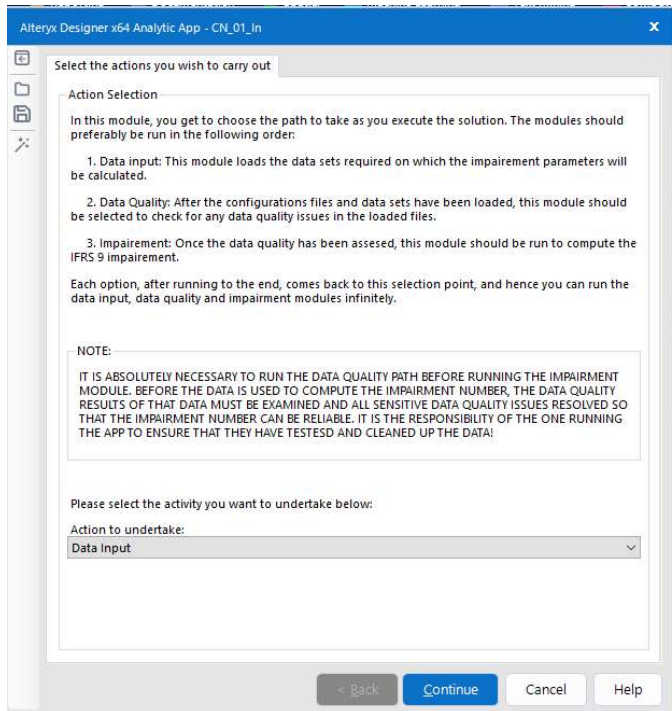 Alteryx Designer x64 Analytic App - CN_01_In
x
Select the actions you wish to carry out
Action Selection
In this module, you get to choose the path to take as you execute the solution. The modules should
preferably be run in the following order:
1. Data input: This module loads the data sets required on which the impairement parameters will
be calculated.
2. Data Quality: After the configurations files and data sets have been loaded, this module should
be selected to check for any data quality issues in the loaded files.
3. Impairement: Once the data quality has been assesed, this module should be run to compute the
IFRS 9 impairement.
Each option, after running to the end, comes back to this selection point, and hence you can run the
data input, data quality and impairment modules infinitely.
NOTE:
IT IS ABSOLUTELY NECESSARY TO RUN THE DATA QUALITY PATH BEFORE RUNNING THE IMPAIRMENT
MODULE. BEFORE THE DATA IS USED TO COMPUTE THE IMPAIRMENT NUMBER, THE DATA QUALITY
RESULTS OF THAT DATA MUST BE EXAMINED AND ALL SENSITIVE DATA QUALITY ISSUES RESOLVED SO
THAT THE IMPAIRMENT NUMBER CAN BE RELIABLE. IT IS THE RESPONSIBILITY OF THE ONE RUNNING
THE APP TO ENSURE THAT THEY HAVE TESTESD AND CLEANED UP THE DATA!
Please select the activity you want to undertake below:
Action to undertake:
Data Input
< Back
Continue
Cancel
Help